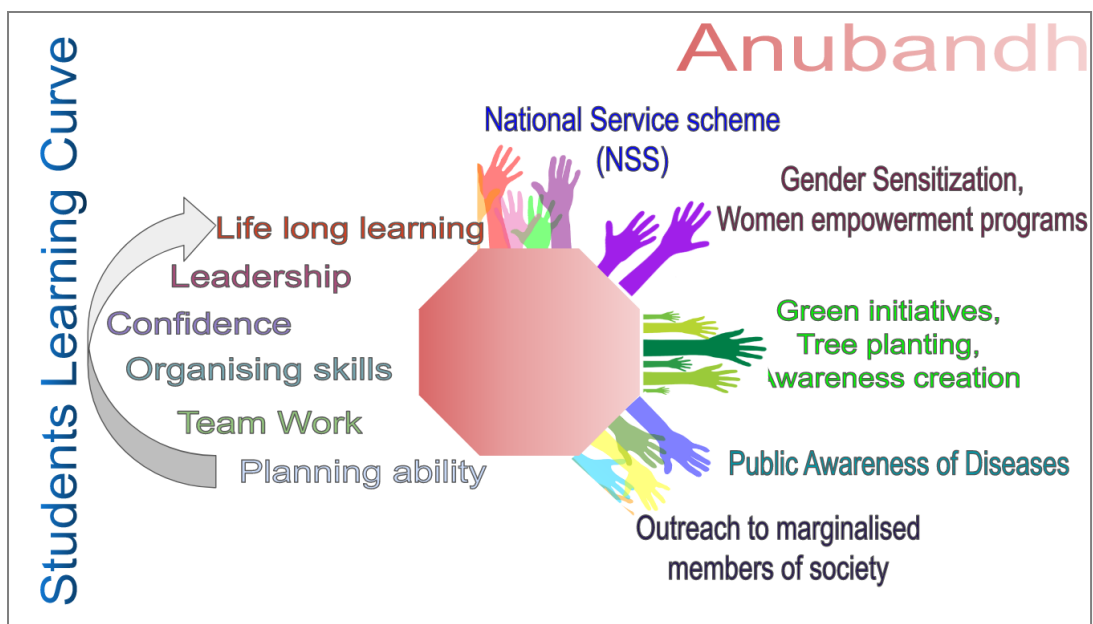 Anubandh
Students Learning Curve
National Service scheme
(NSS)
Gender Sensitization,
Women empowerment programs
Life long learning
Leadership
Confidence
Organising skills
Team Work
Planning ability
Green initiatives,
Tree planting,
Awareness creation
Public Awareness of Diseases
Outreach to marginalised
members of society